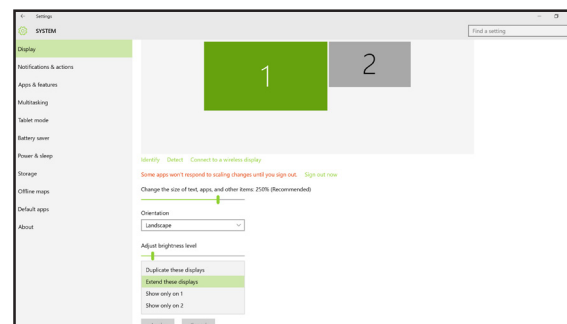 Settings
SYSTEM
Find a setting
Display
Notifications & actions
Apps & features
Multitasking
Tablet mode
Battery saver
Power & sleep
Storage
Offline maps
Default apps
About
1
2
Identify Detect Connect to a wireless display
Some apps won't respond to scaling changes until you sign out. Sign out now
Change the size of text, apps, and other items: 250% (Recommended)
Orientation
Landscape
Adjust brightness level
Duplicate these displays
Extend these displays
Show only on 1
Show only on 2